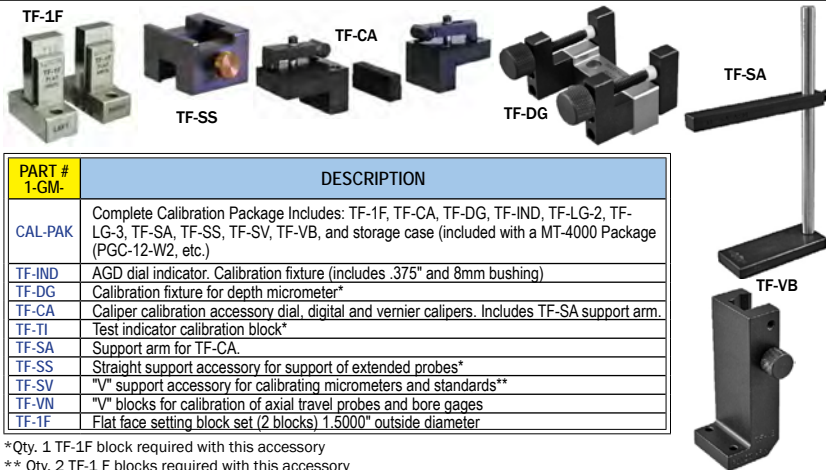 TF-1F
TF-CA
TF-SA
TF-SS
TF-DG
PART #
1-GM-
DESCRIPTION
CAL-PAK
Complete Calibration Package Includes: TF-1F, TF-CA, TF-DG, TF-IND, TF-LG-2, TF-
LG-3, TF-SA, TF-SS, TF-SV, TF-VB, and storage case (included with a MT-4000 Package
(PGC-12-W2, etc.)
TF-IND AGD dial indicator. Calibration fixture (includes .375" and 8mm bushing)
TF-DG Calibration fixture for depth micrometer*
TF-CA Caliper calibration accessory dial, digital and vernier calipers. Includes TF-SA support arm.
TF-TI Test indicator calibration block*
TF-SA Support arm for TF-CA.
TF-SS Straight support accessory for support of extended probes*
TF-SV "V" support accessory for calibrating micrometers and standards**
TF-VN "V" blocks for calibration of axial travel probes and bore gages
TF-1F Flat face setting block set (2 blocks) 1.5000" outside diameter
TF-VB
*Qty. 1 TF-1F block required with this accessory
** Qty. 2 TF-1 F blocks required with this accessory